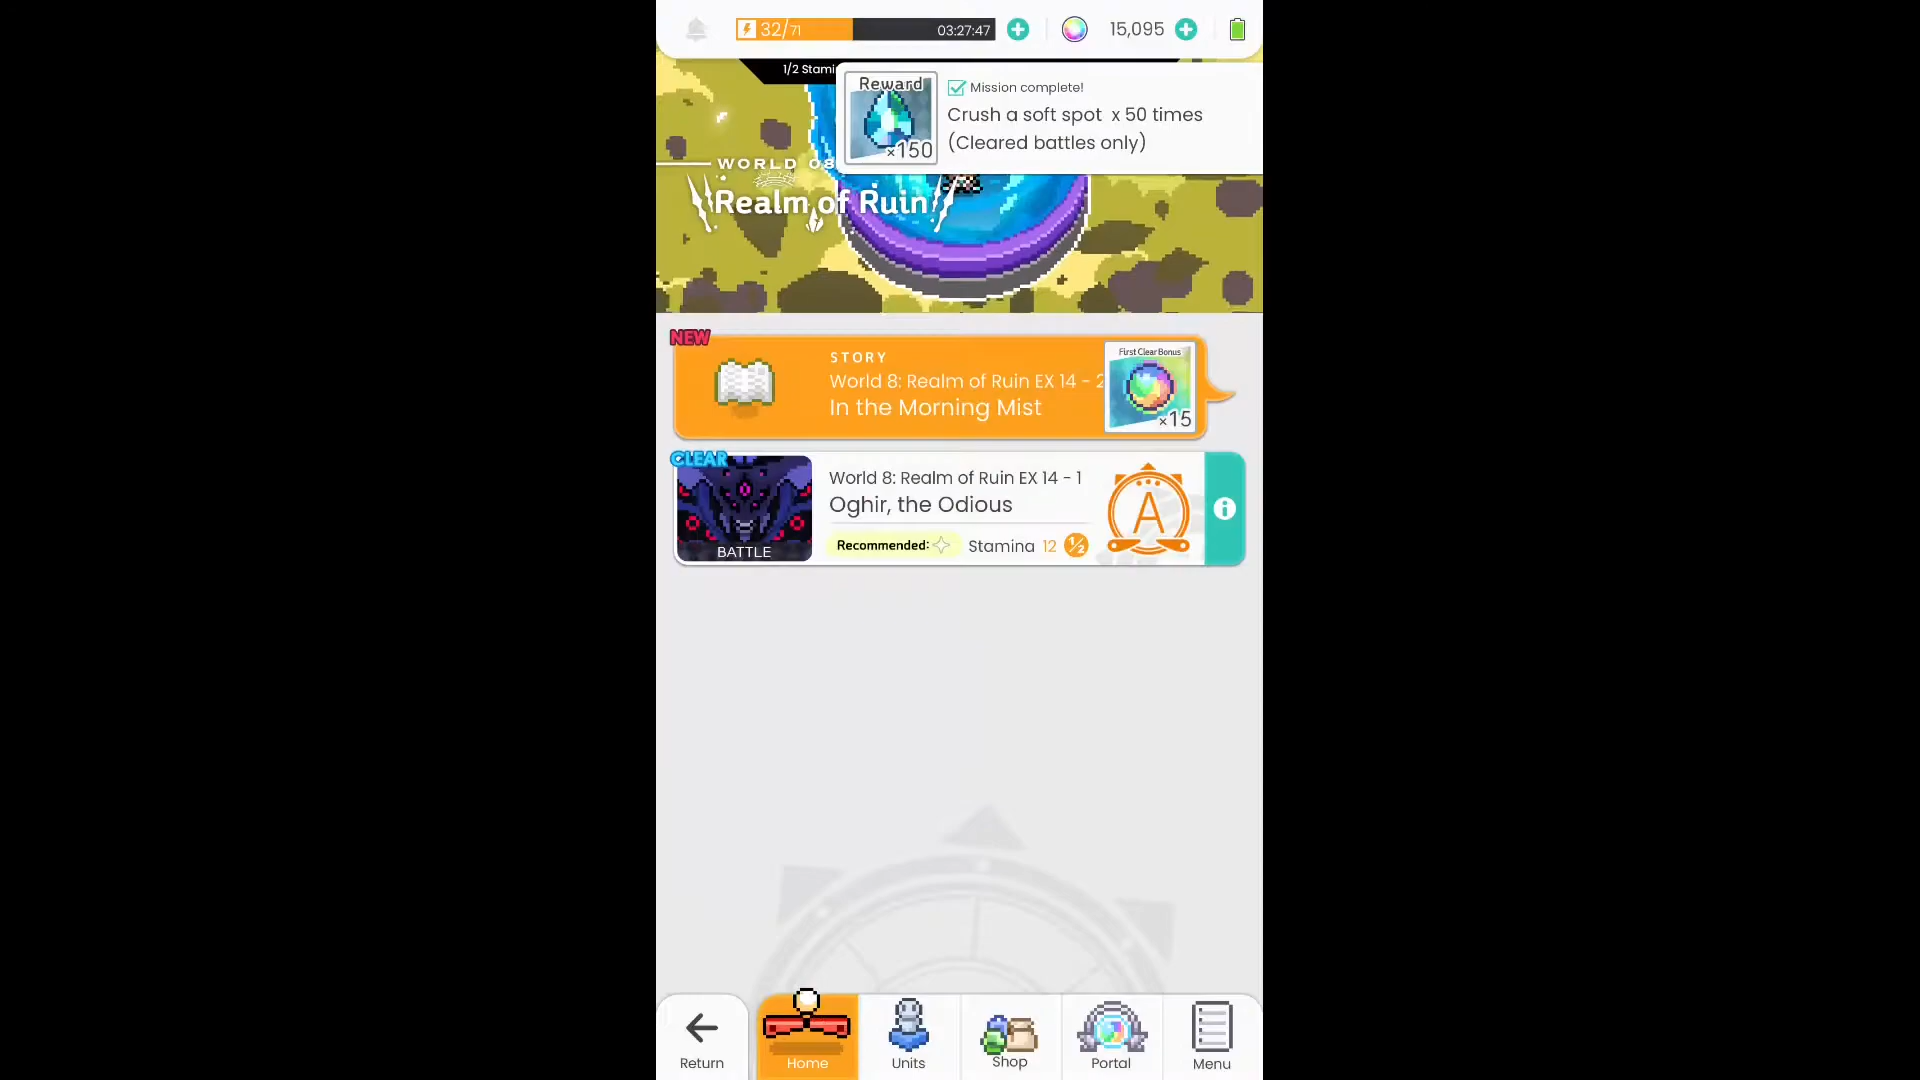 32/71
03:27:47
15,095
1/2 Stami
Reward
×150
Mission complete!
Crush a soft spot x 50 times
(Cleared battles only)
WORLD 08
Realm of Ruin
NEW
STORY
World 8: Realm of Ruin EX 14 - 2
In the Morning Mist
First Clear Bonus
×15
CLEAR
BATTLE
World 8: Realm of Ruin EX 14 - 1
Oghir, the Odious
Recommended:
Stamina 12 1/2
A
Return
Home
Units
Shop
Portal
Menu